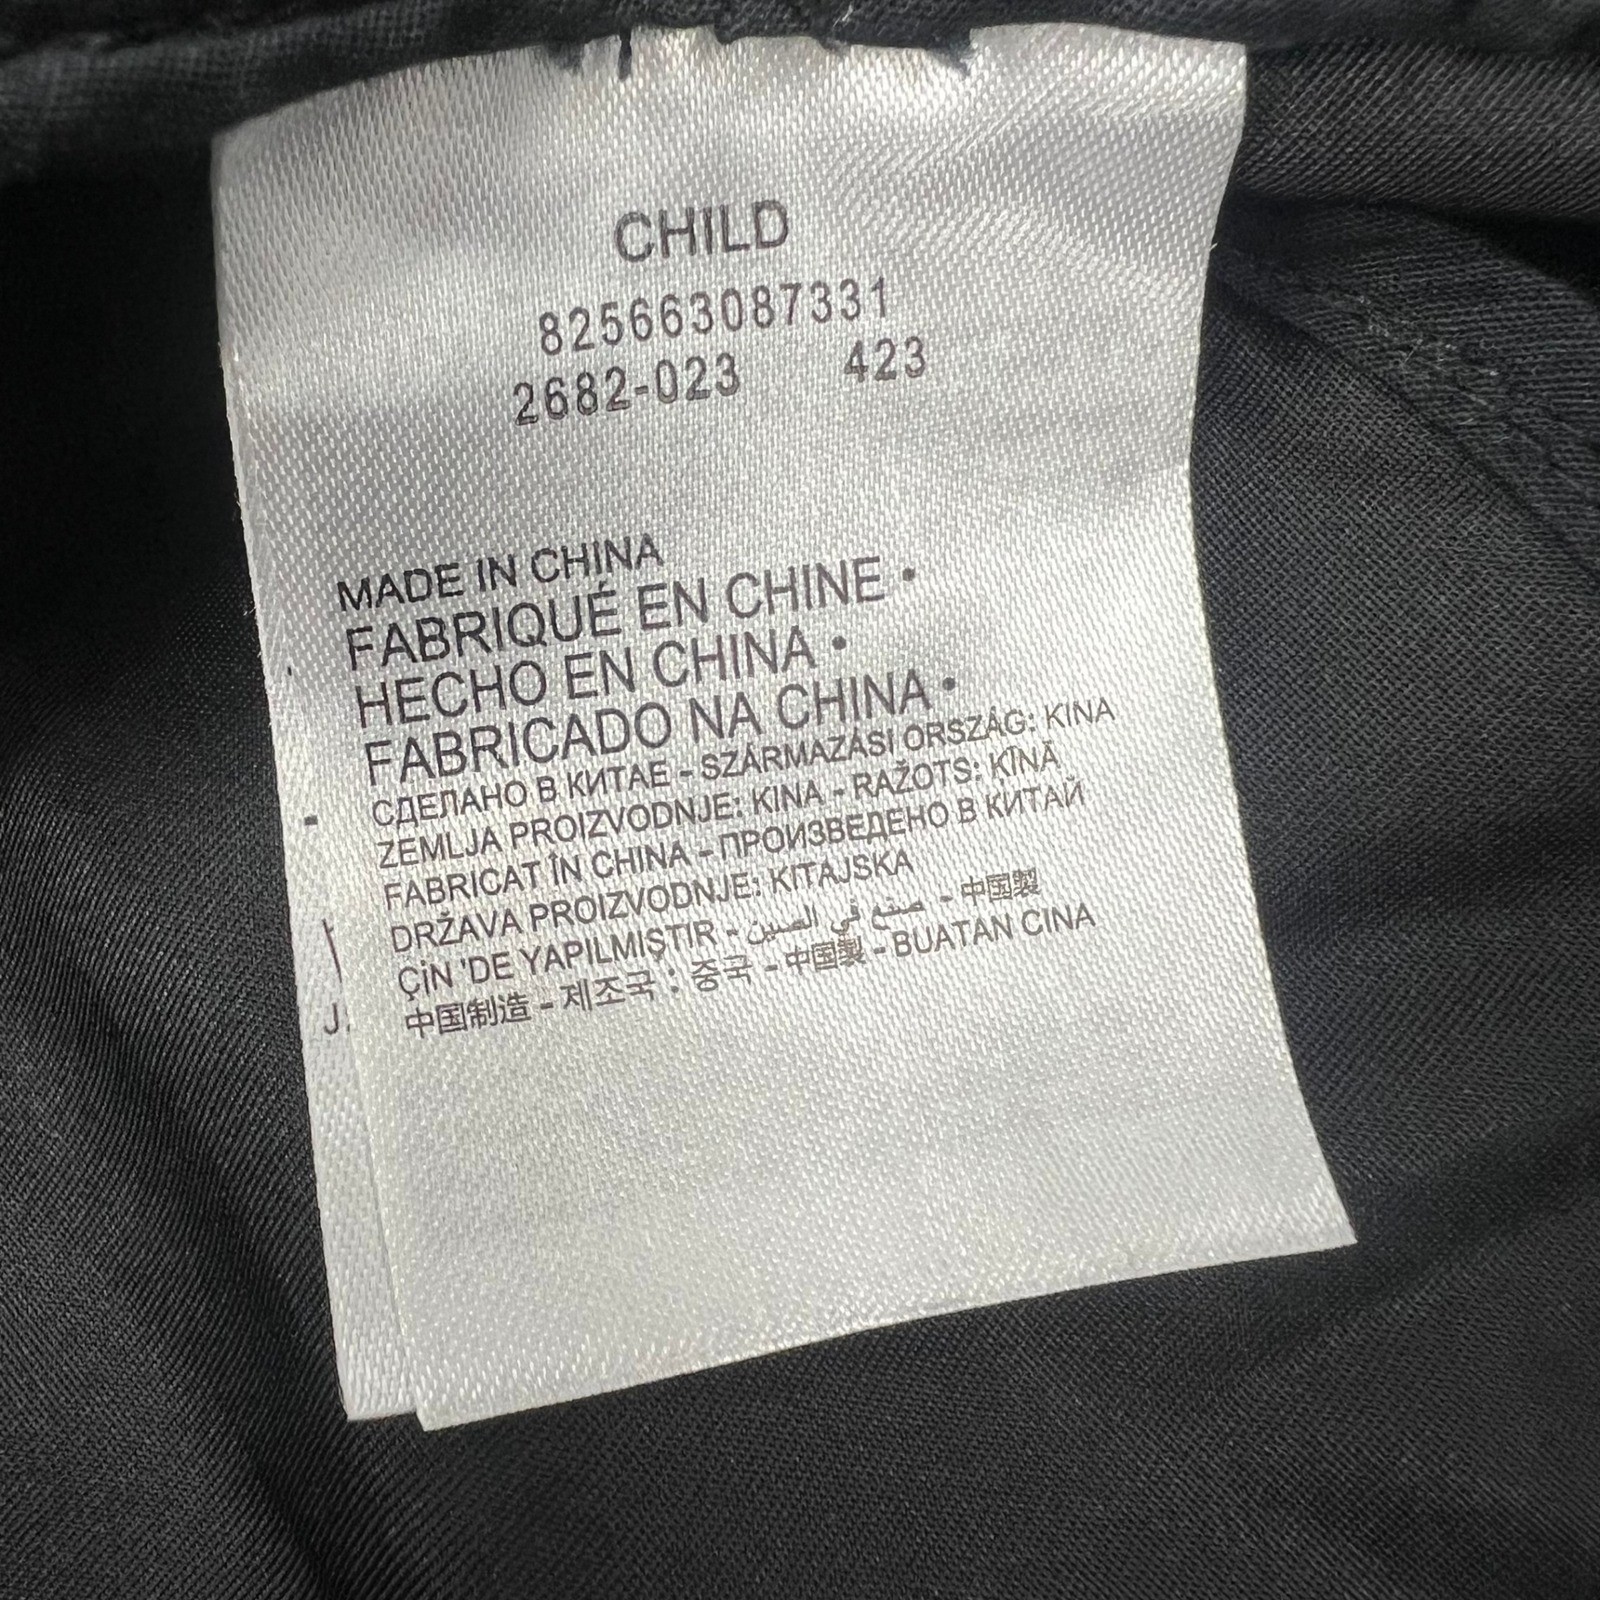 CHILD
825663087331
2682-023 423
MADE IN CHINA
FABRIQUÉ EN CHINE •
HECHO EN CHINA •
FABRICADO NA CHINA •
СДЕЛАНО В КИТАЕ - SZÁRMAZÁSI ORSZÁG: KINA
ZEMLJA PROIZVODNJE: KINA - RAŽOTS: ĶĪNĀ
FABRICAT ÎN CHINA - ПРОИЗВЕДЕНО В КИТАЙ
DRŽAVA PROIZVODNJE: KITAJSKA
ÇİN 'DE YAPILMIŞTIR - صنع في الصين - 中国製
中国制造 - 제조국 : 중국 - 中国製 - BUATAN CINA
J.